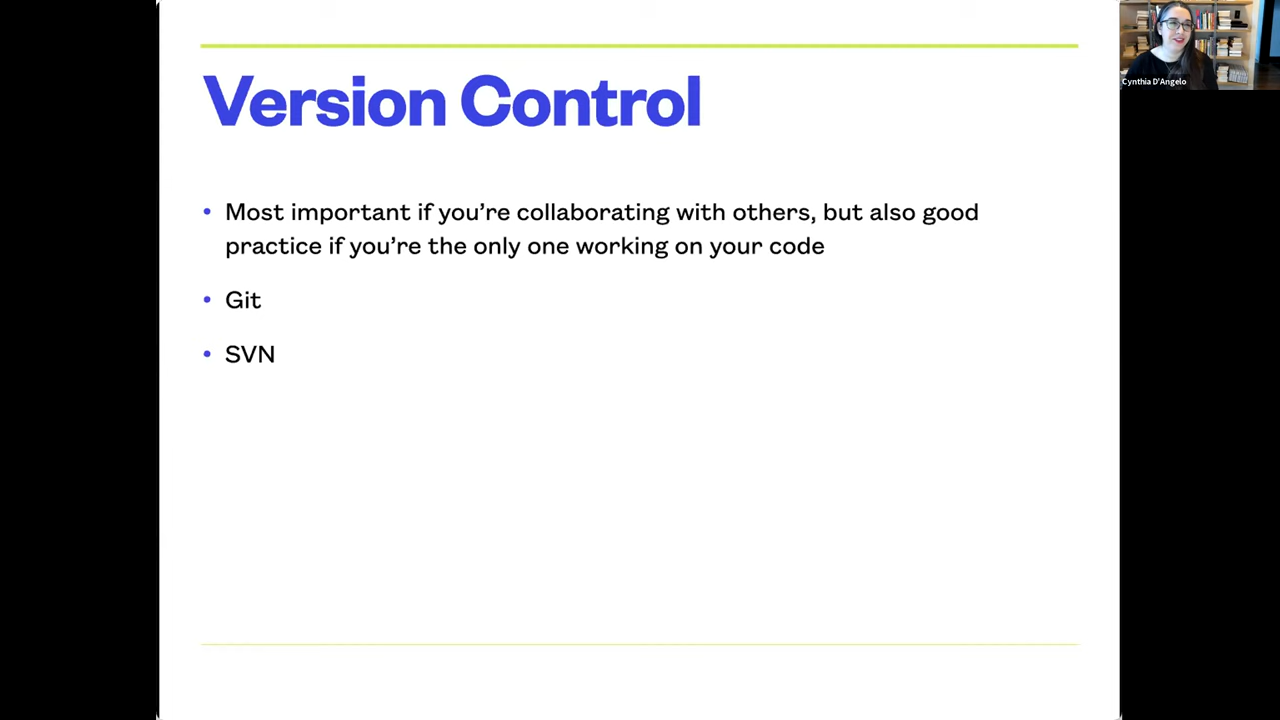 Version Control
• Most important if you’re collaborating with others, but also good
practice if you’re the only one working on your code
• Git
• SVN
Cynthia D'Angelo